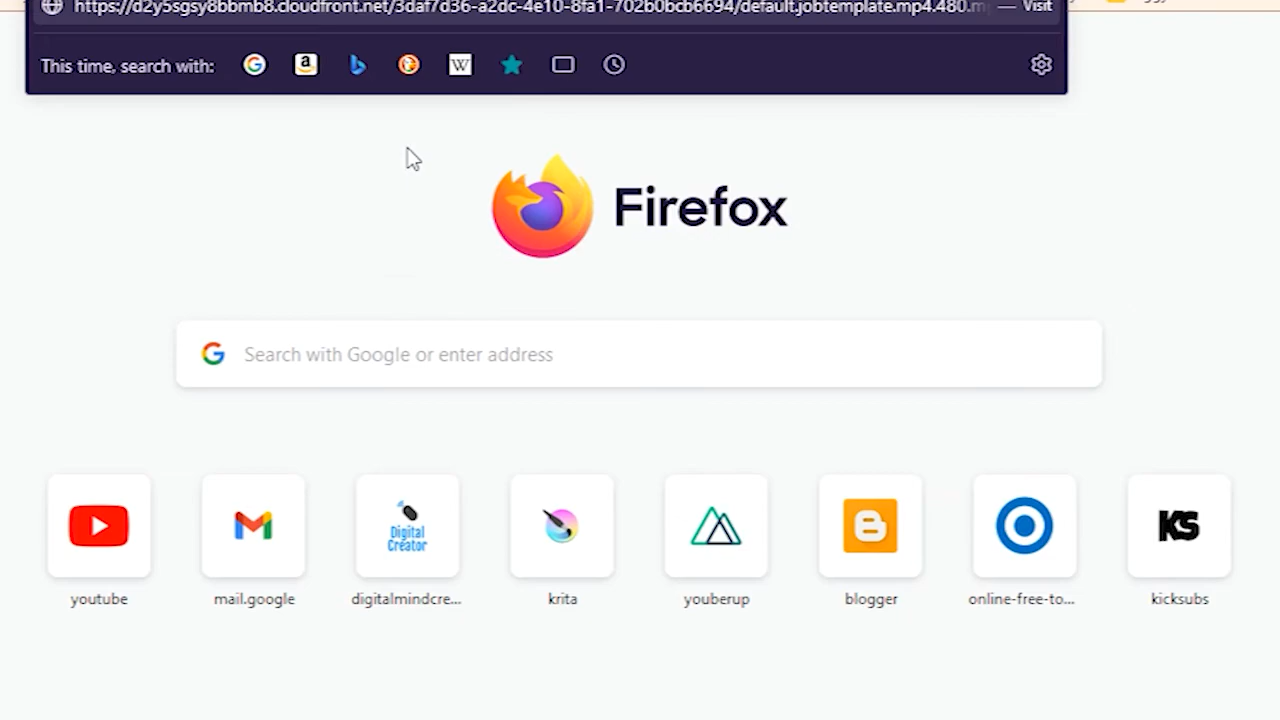 https://d2y5sgsy8bbmb8.cloudfront.net/3daf7d36-a2dc-4e10-8fa1-702b0bcb6694/default.jobtemplate.mp4.480.m — Visit
This time, search with:
Firefox
Search with Google or enter address
Digital
Creator
KS
youtube mail.google digitalmindcre... krita youberup blogger online-free-to... kicksubs